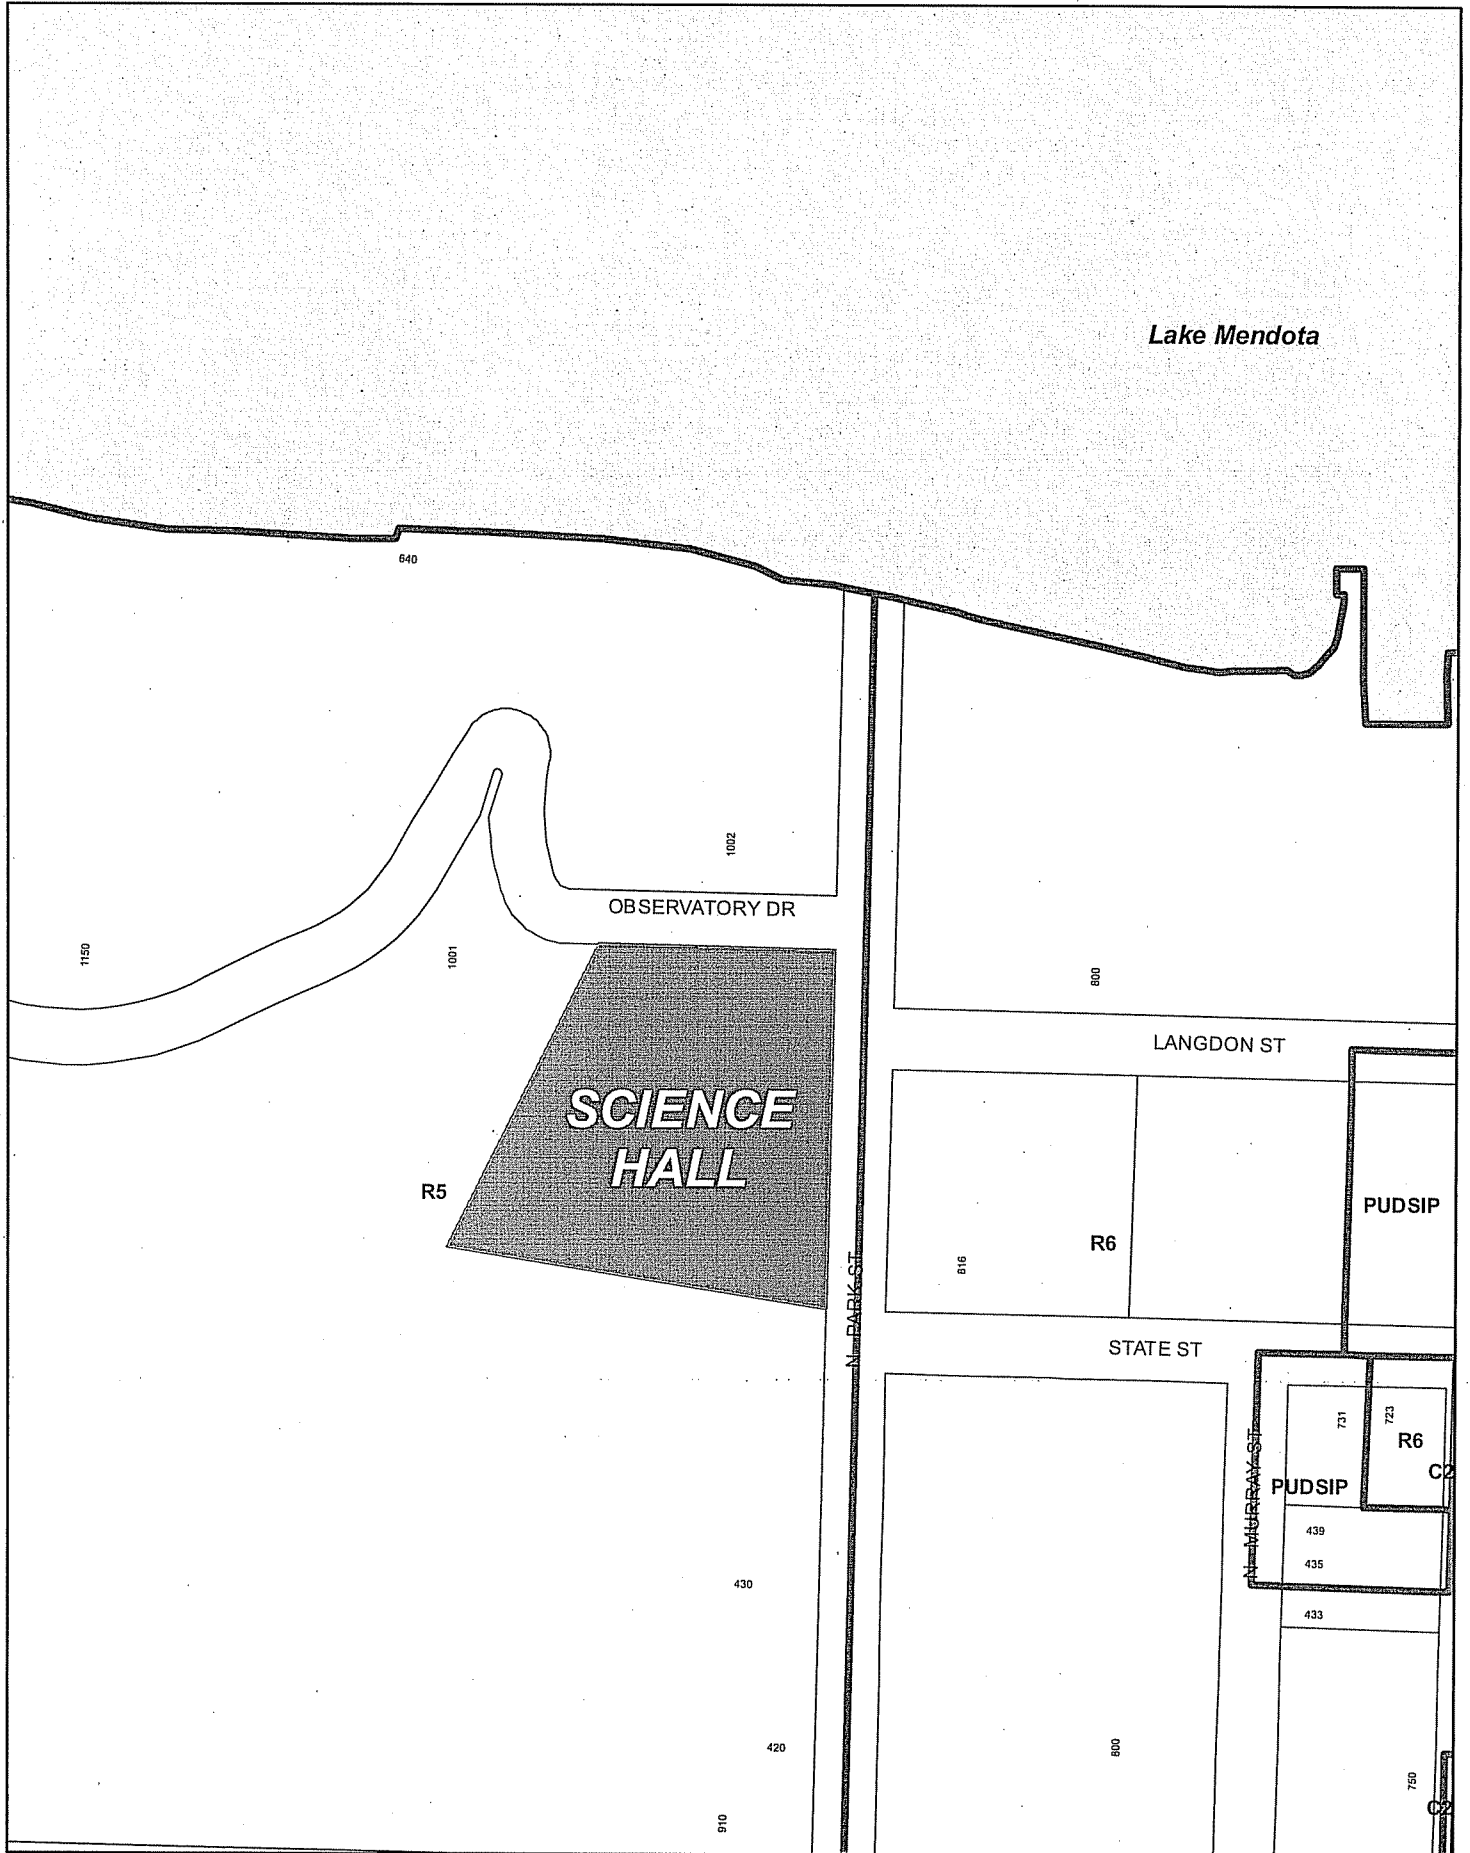 Lake Mendota
640
1002
OBSERVATORY DR
1150
1001
800
LANGDON ST
SCIENCE
HALL
R5
PUDSIP
R6
616
N PARK ST
STATE ST
731
723
R6
C2
PUDSIP
N MURRAY ST
439
435
430
433
420
800
750
910
C2